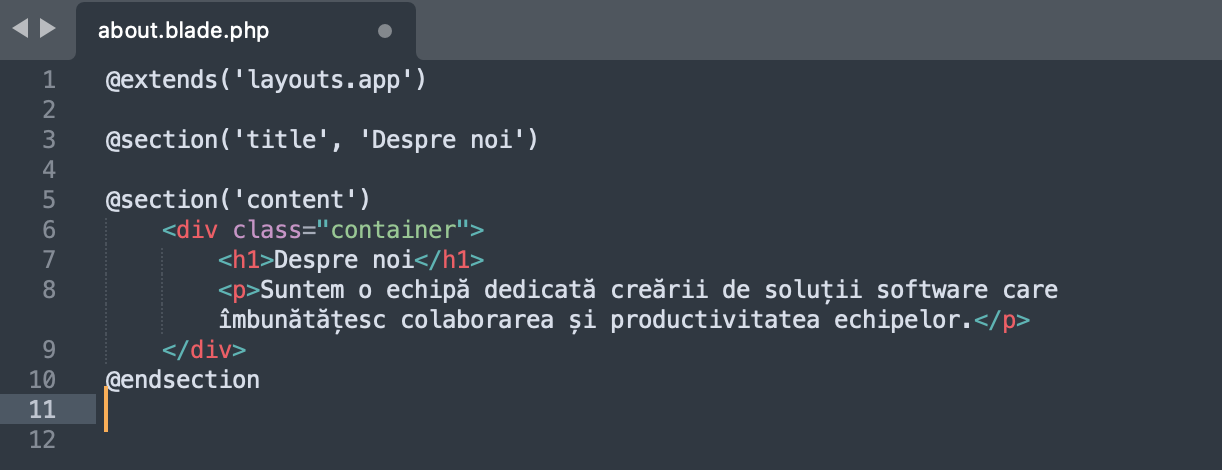 about.blade.php
1 @extends('layouts.app')
2
3 @section('title', 'Despre noi')
4
5 @section('content')
6     <div class="container">
7         <h1>Despre noi</h1>
8         <p>Suntem o echipă dedicată creării de soluții software care
        îmbunătățesc colaborarea și productivitatea echipelor.</p>
9     </div>
10 @endsection
11
12